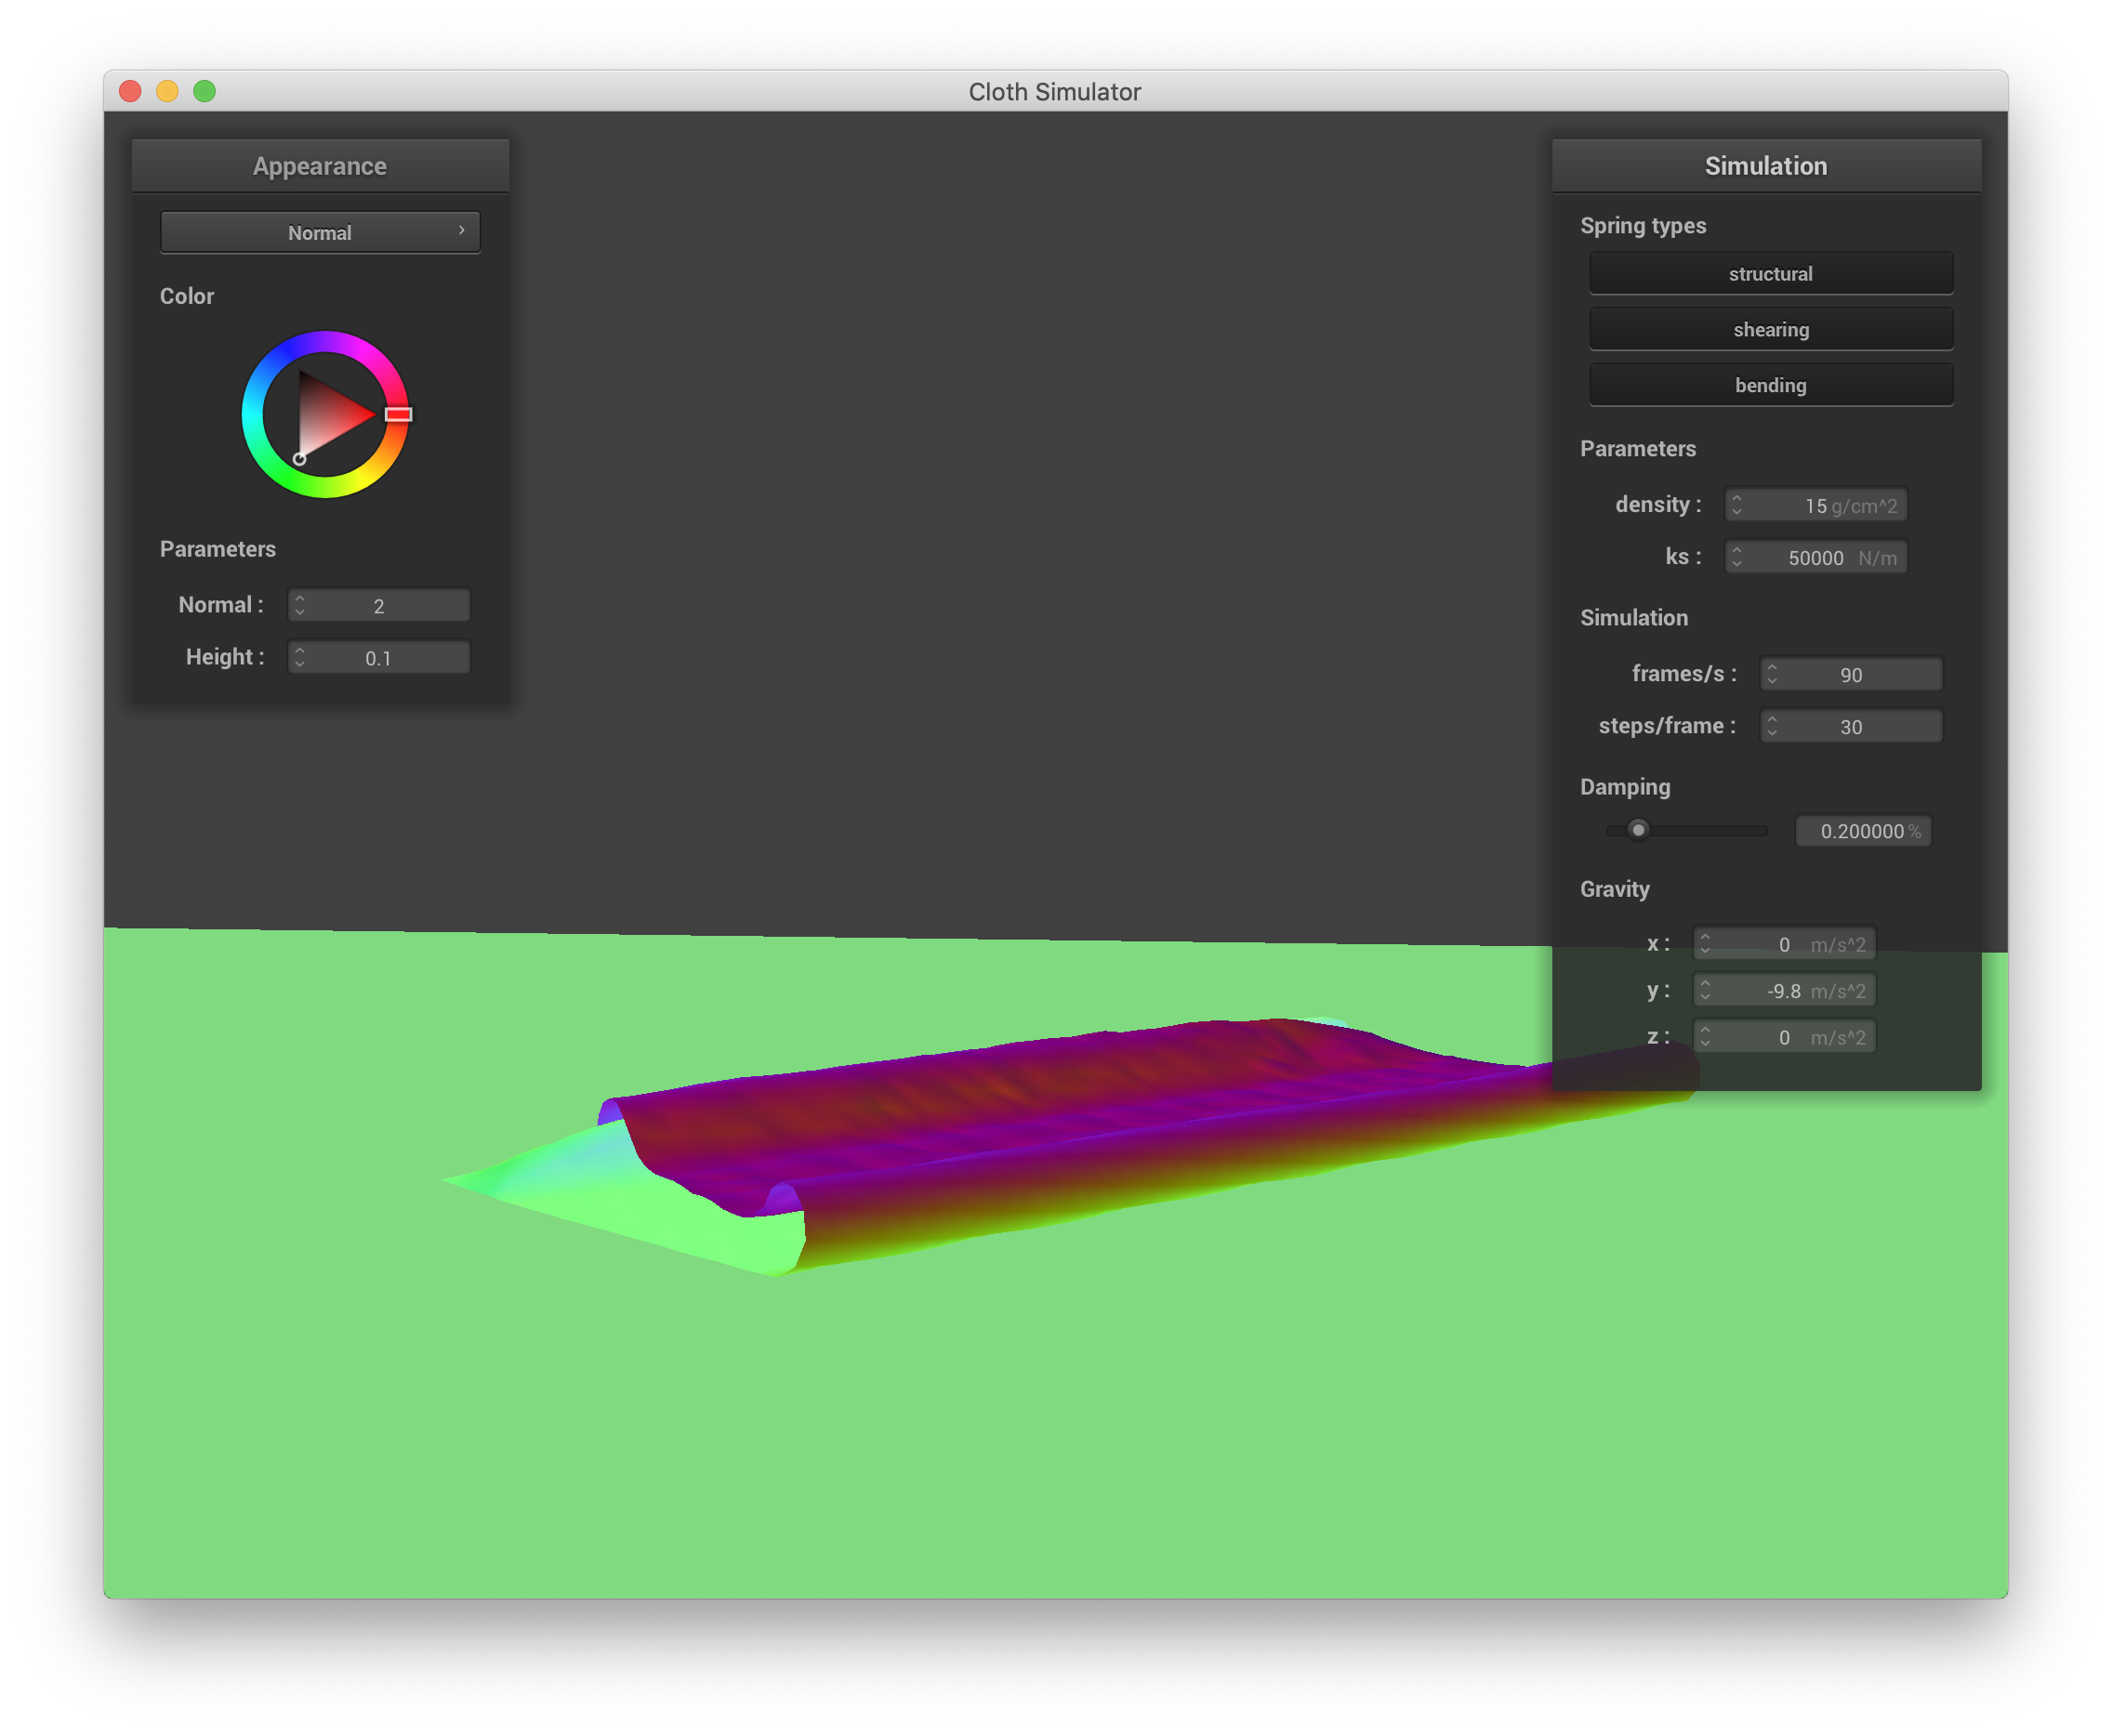 Cloth Simulator
Appearance
Normal
Color
Parameters
Normal : 2
Height : 0.1
Simulation
Spring types
structural
shearing
bending
Parameters
density : 15 g/cm^2
ks : 50000 N/m
Simulation
frames/s : 90
steps/frame : 30
Damping
0.200000 %
Gravity
x : 0 m/s^2
y : -9.8 m/s^2
z : 0 m/s^2